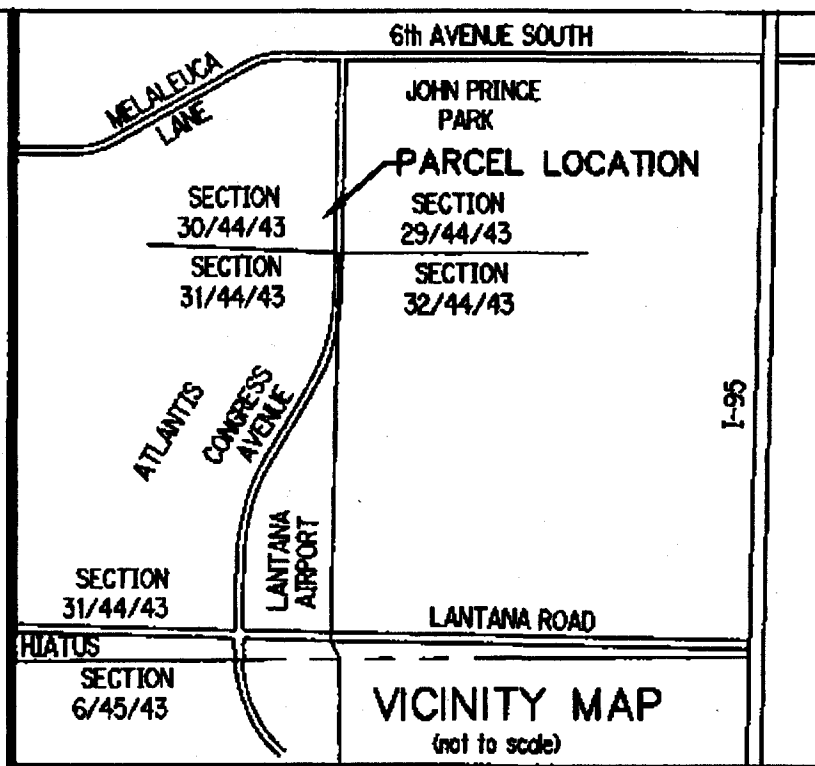 6th AVENUE SOUTH
MELALEUCA
LANE
JOHN PRINCE
PARK
PARCEL LOCATION
SECTION
30/44/43
SECTION
29/44/43
SECTION
31/44/43
SECTION
32/44/43
ATLANTIS
CONGRESS
AVENUE
I-95
LANTANA
AIRPORT
SECTION
31/44/43
LANTANA ROAD
HIATUS
SECTION
6/45/43
VICINITY MAP
(not to scale)